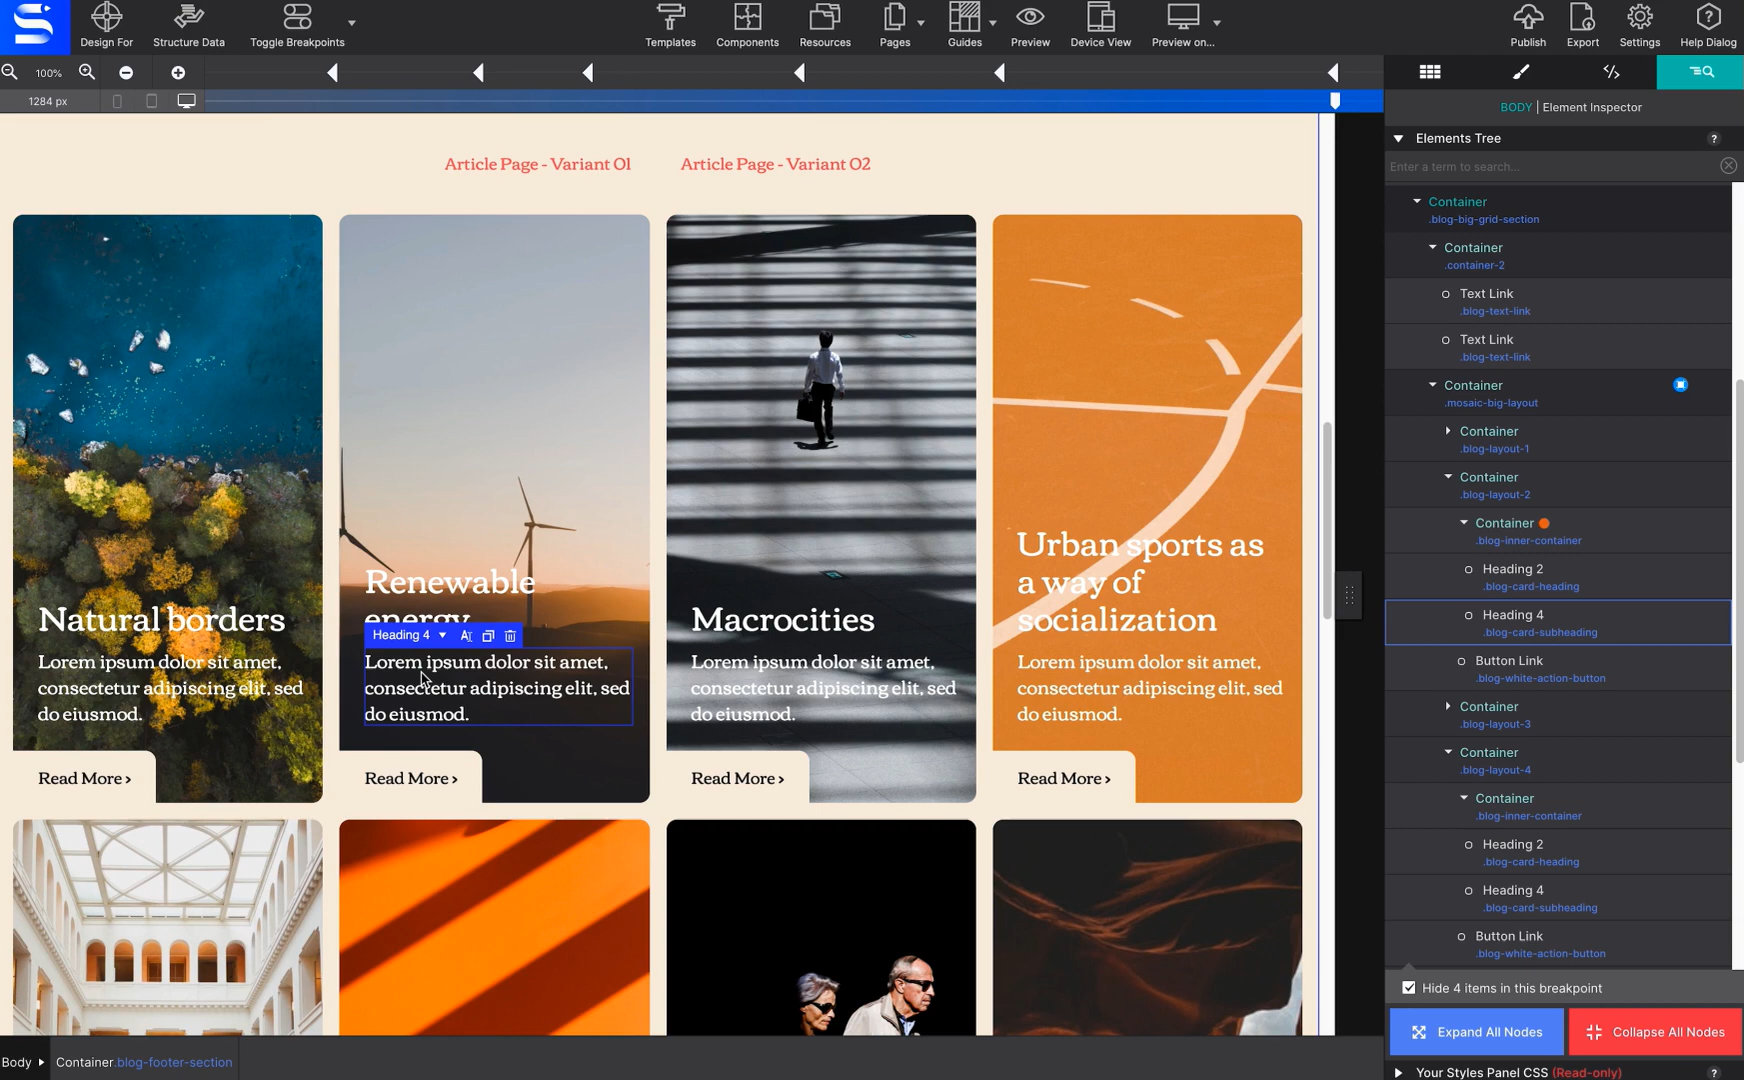 Design For
Structure Data
Toggle Breakpoints
Templates
Components
Resources
Pages
Guides
Preview
Device View
Preview on...
Publish
Export
Settings
Help Dialog
100%
1284 px
BODY | Element Inspector
Elements Tree
?
Enter a term to search...
Article Page - Variant 01
Article Page - Variant 02
Natural borders
Lorem ipsum dolor sit amet,
consectetur adipiscing elit, sed
do eiusmod.
Read More ›
Renewable
energy
Heading 4
Lorem ipsum dolor sit amet,
consectetur adipiscing elit, sed
do eiusmod.
Read More ›
Macrocities
Lorem ipsum dolor sit amet,
consectetur adipiscing elit, sed
do eiusmod.
Read More ›
Urban sports as
a way of
socialization
Lorem ipsum dolor sit amet,
consectetur adipiscing elit, sed
do eiusmod.
Read More ›
Container
.blog-big-grid-section
Container
.container-2
Text Link
.blog-text-link
Text Link
.blog-text-link
Container
.mosaic-big-layout
Container
.blog-layout-1
Container
.blog-layout-2
Container
.blog-inner-container
Heading 2
.blog-card-heading
Heading 4
.blog-card-subheading
Button Link
.blog-white-action-button
Container
.blog-layout-3
Container
.blog-layout-4
Container
.blog-inner-container
Heading 2
.blog-card-heading
Heading 4
.blog-card-subheading
Button Link
.blog-white-action-button
Hide 4 items in this breakpoint
Expand All Nodes
Collapse All Nodes
Your Styles Panel CSS (Read-only)
?
Body
Container.blog-footer-section